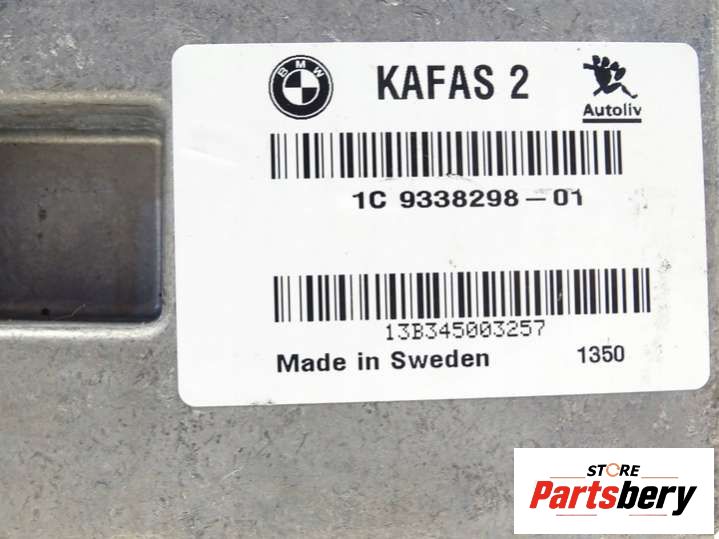 BMW
KAFAS 2
Autoliv
1C 9338298-01
13B345003257
Made in Sweden 1350
STORE
Partsbery